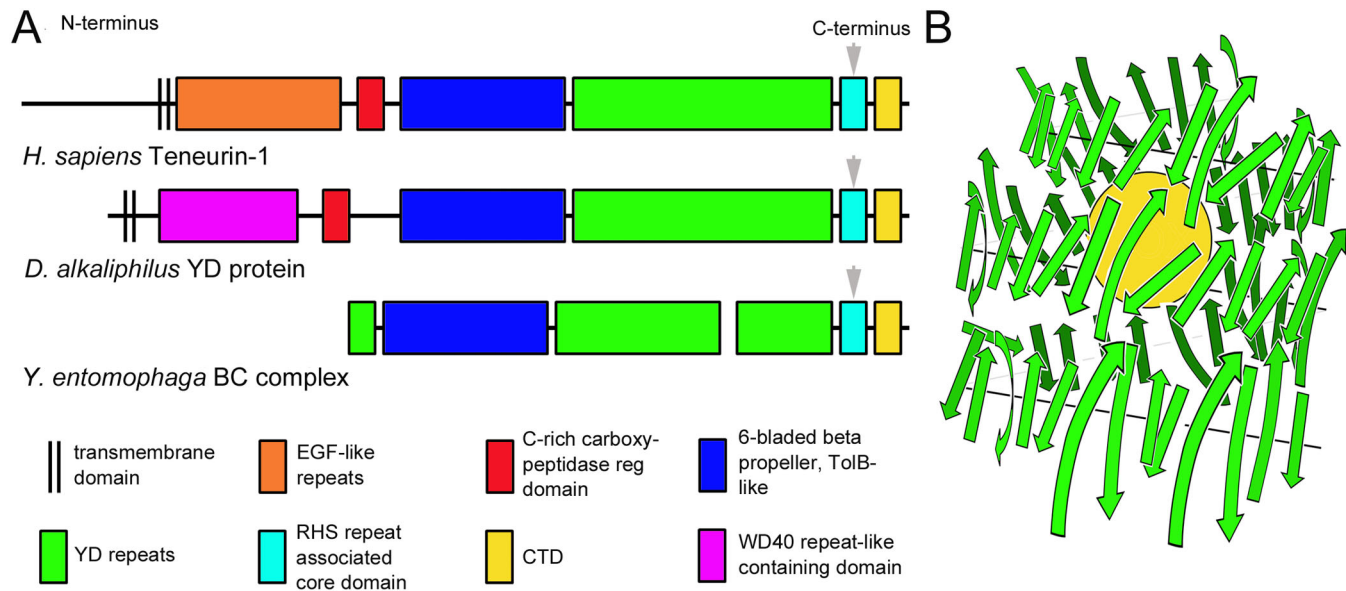 A
N-terminus
C-terminus
B
H. sapiens Teneurin-1
D. alkaliphilus YD protein
Y. entomophaga BC complex
transmembrane
domain
EGF-like
repeats
C-rich carboxy-
peptidase reg
domain
6-bladed beta
propeller, TolB-
like
YD repeats
RHS repeat
associated
core domain
CTD
WD40 repeat-like
containing domain